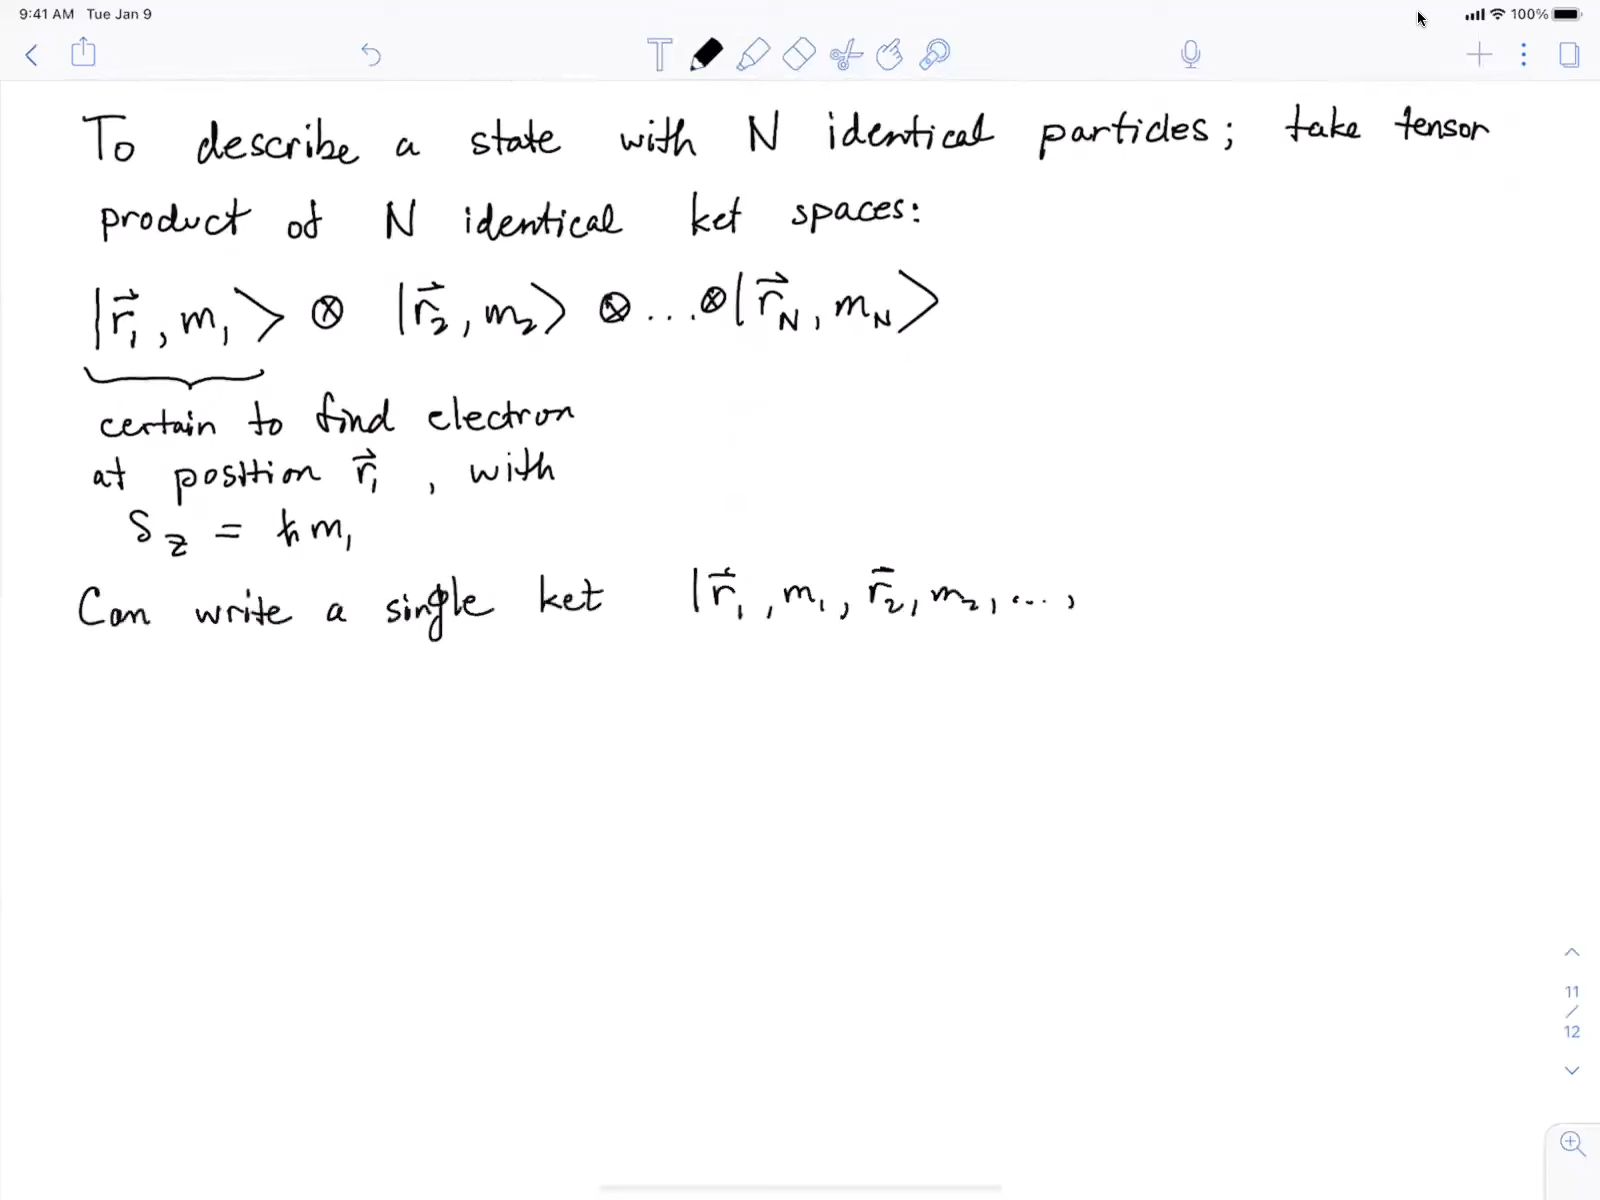 9:41 AM Tue Jan 9 100%
T
To describe a state with N identical particles; take tensor
product of N identical ket spaces:
|r⃗₁, m₁⟩ ⊗ |r⃗₂, m₂⟩ ⊗ ... ⊗ |r⃗_N, m_N⟩
certain to find electron
at position r⃗₁, with
S_z = ħm₁
Can write a single ket |r⃗₁, m₁, r⃗₂, m₂, ...,
11
/
12